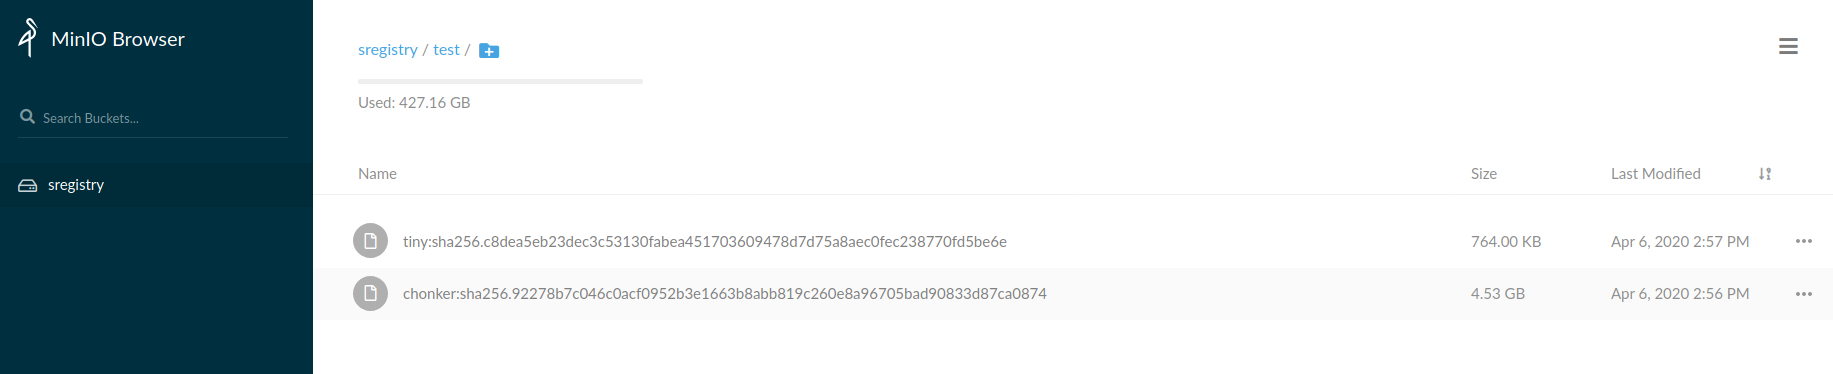 MinIO Browser
Search Buckets...
sregistry
sregistry / test /
Used: 427.16 GB
Name Size Last Modified
tiny:sha256.c8dea5eb23dec3c53130fabea451703609478d7d75a8aec0fec238770fd5be6e 764.00 KB Apr 6, 2020 2:57 PM
chonker:sha256.92278b7c046c0acf0952b3e1663b8abb819c260e8a96705bad90833d87ca0874 4.53 GB Apr 6, 2020 2:56 PM